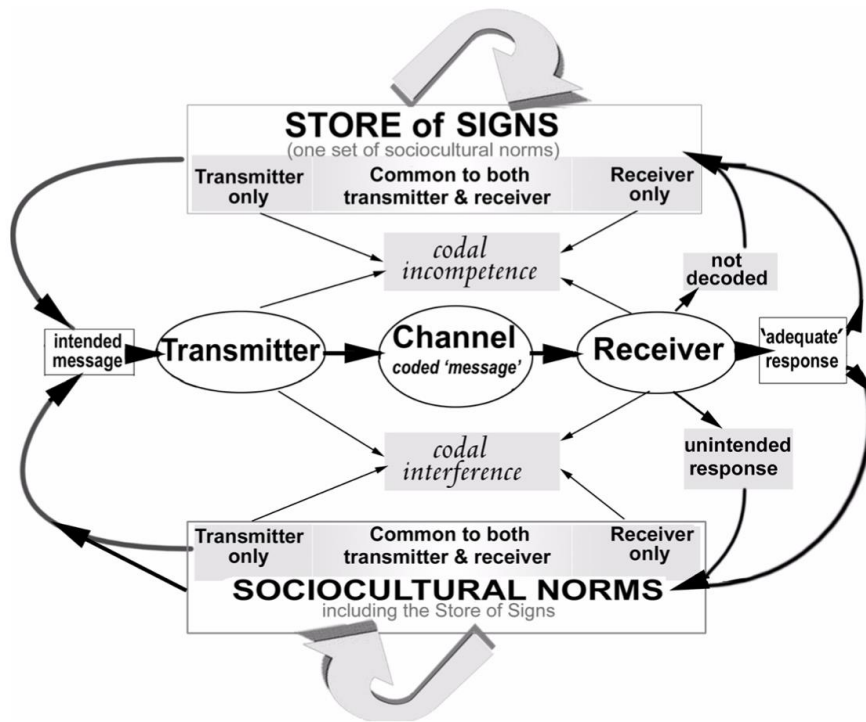 STORE of SIGNS
(one set of sociocultural norms)
Transmitter
only
Common to both
transmitter & receiver
Receiver
only
codal
incompetence
not
decoded
intended
message
Transmitter
Channel
coded ‘message’
Receiver
‘adequate’
response
codal
interference
unintended
response
Transmitter
only
Common to both
transmitter & receiver
Receiver
only
SOCIOCULTURAL NORMS
including the Store of Signs